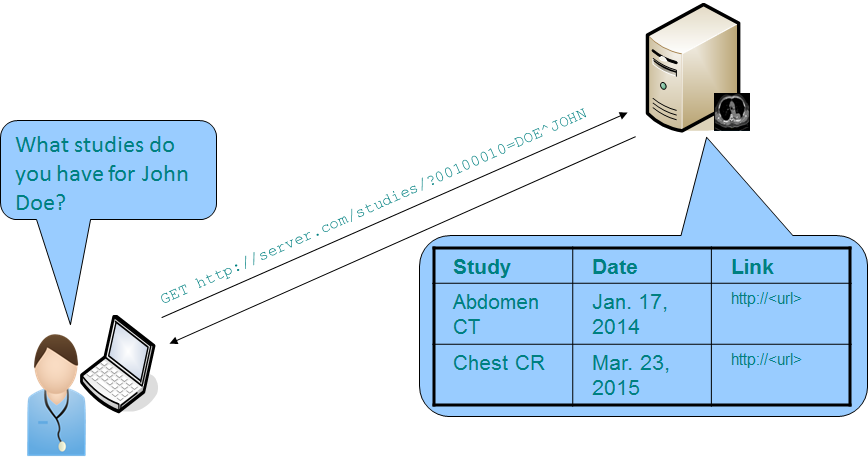 What studies do
you have for John
Doe?
GET http://server.com/studies/?00100010=DOE^JOHN
Study Date Link
Abdomen CT Jan. 17, 2014 http://<url>
Chest CR Mar. 23, 2015 http://<url>